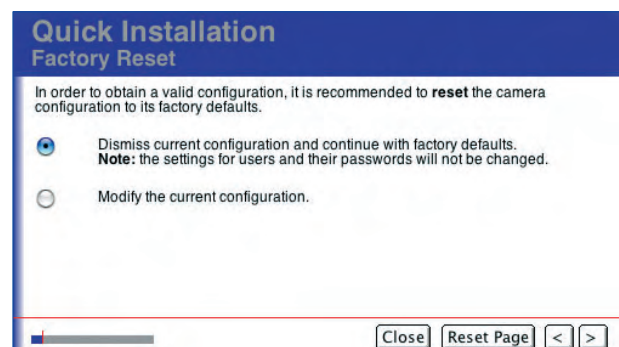 Quick Installation
Factory Reset
In order to obtain a valid configuration, it is recommended to reset the camera
configuration to its factory defaults.
Dismiss current configuration and continue with factory defaults.
Note: the settings for users and their passwords will not be changed.
Modify the current configuration.
Close Reset Page < >